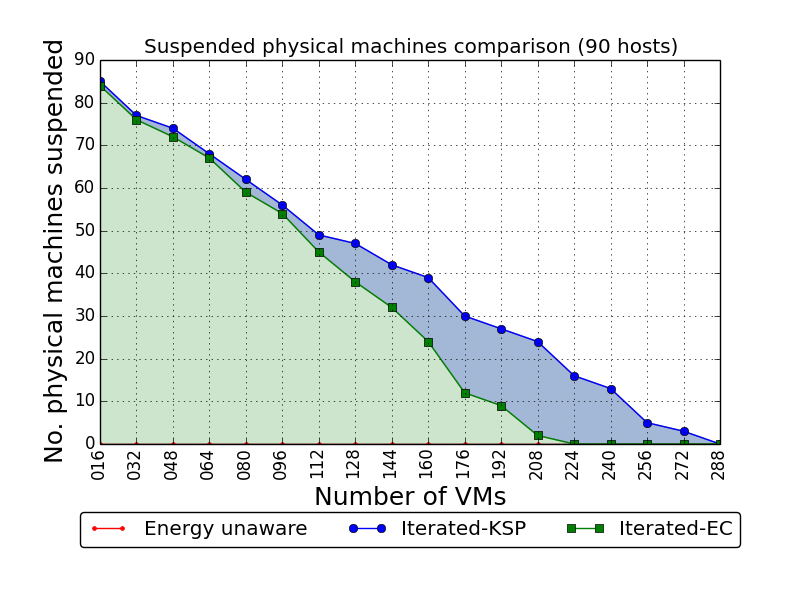 Suspended physical machines comparison (90 hosts)
No. physical machines suspended
90
80
70
60
50
40
30
20
10
0
016 032 048 064 080 096 112 128 144 160 176 192 208 224 240 256 272 288
Number of VMs
Energy unaware Iterated-KSP Iterated-EC